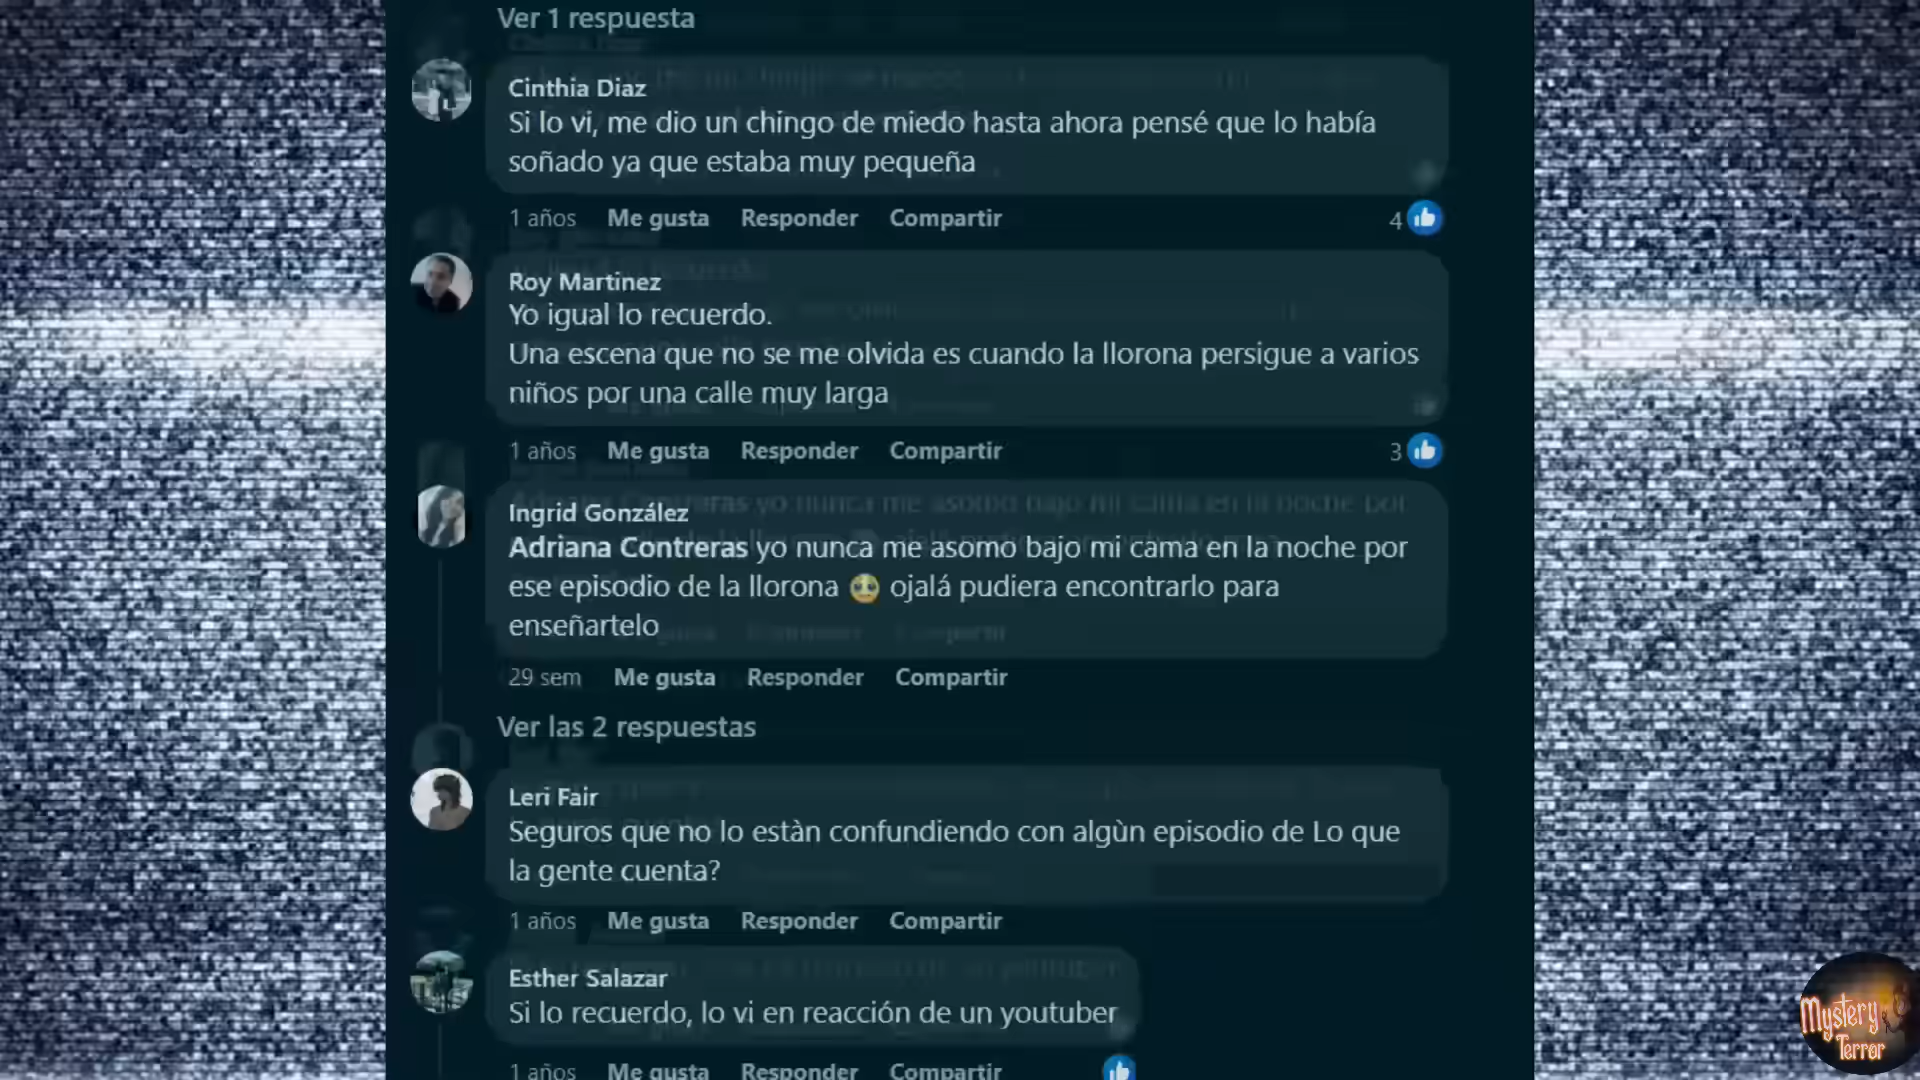 Ver 1 respuesta
Cinthia Diaz
Si lo vi, me dio un chingo de miedo hasta ahora pensé que lo había
soñado ya que estaba muy pequeña
1 años Me gusta Responder Compartir 4
Roy Martinez
Yo igual lo recuerdo.
Una escena que no se me olvida es cuando la llorona persigue a varios
niños por una calle muy larga
1 años Me gusta Responder Compartir 3
Ingrid González
Adriana Contreras yo nunca me asomo bajo mi cama en la noche por
ese episodio de la llorona 🥹 ojalá pudiera encontrarlo para
enseñartelo
29 sem Me gusta Responder Compartir
Ver las 2 respuestas
Leri Fair
Seguros que no lo estàn confundiendo con algùn episodio de Lo que
la gente cuenta?
1 años Me gusta Responder Compartir
Esther Salazar
Si lo recuerdo, lo vi en reacción de un youtuber
1 años Me gusta Responder Compartir
Mystery
Terror